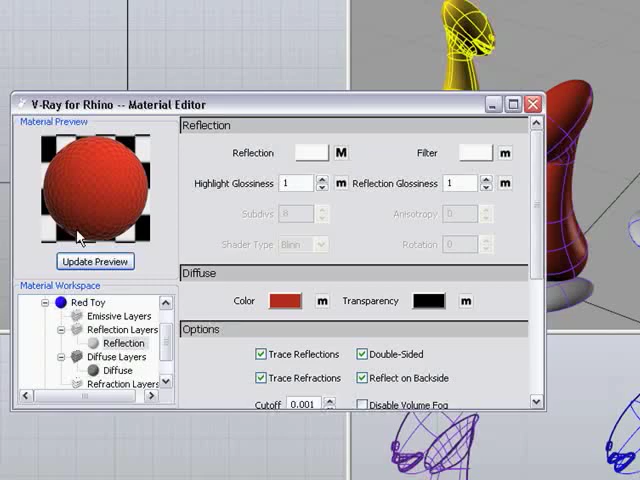 V-Ray for Rhino -- Material Editor
Material Preview
Update Preview
Material Workspace
Red Toy
Emissive Layers
Reflection Layers
Reflection
Diffuse Layers
Diffuse
Refraction Layers
Reflection
Reflection M Filter m
Highlight Glossiness 1 m Reflection Glossiness 1 m
Subdivs 8 Anisotropy 0
Shader Type Blinn Rotation 0
Diffuse
Color m Transparency m
Options
Trace Reflections Double-Sided
Trace Refractions Reflect on Backside
Cutoff 0.001 Disable Volume Fog